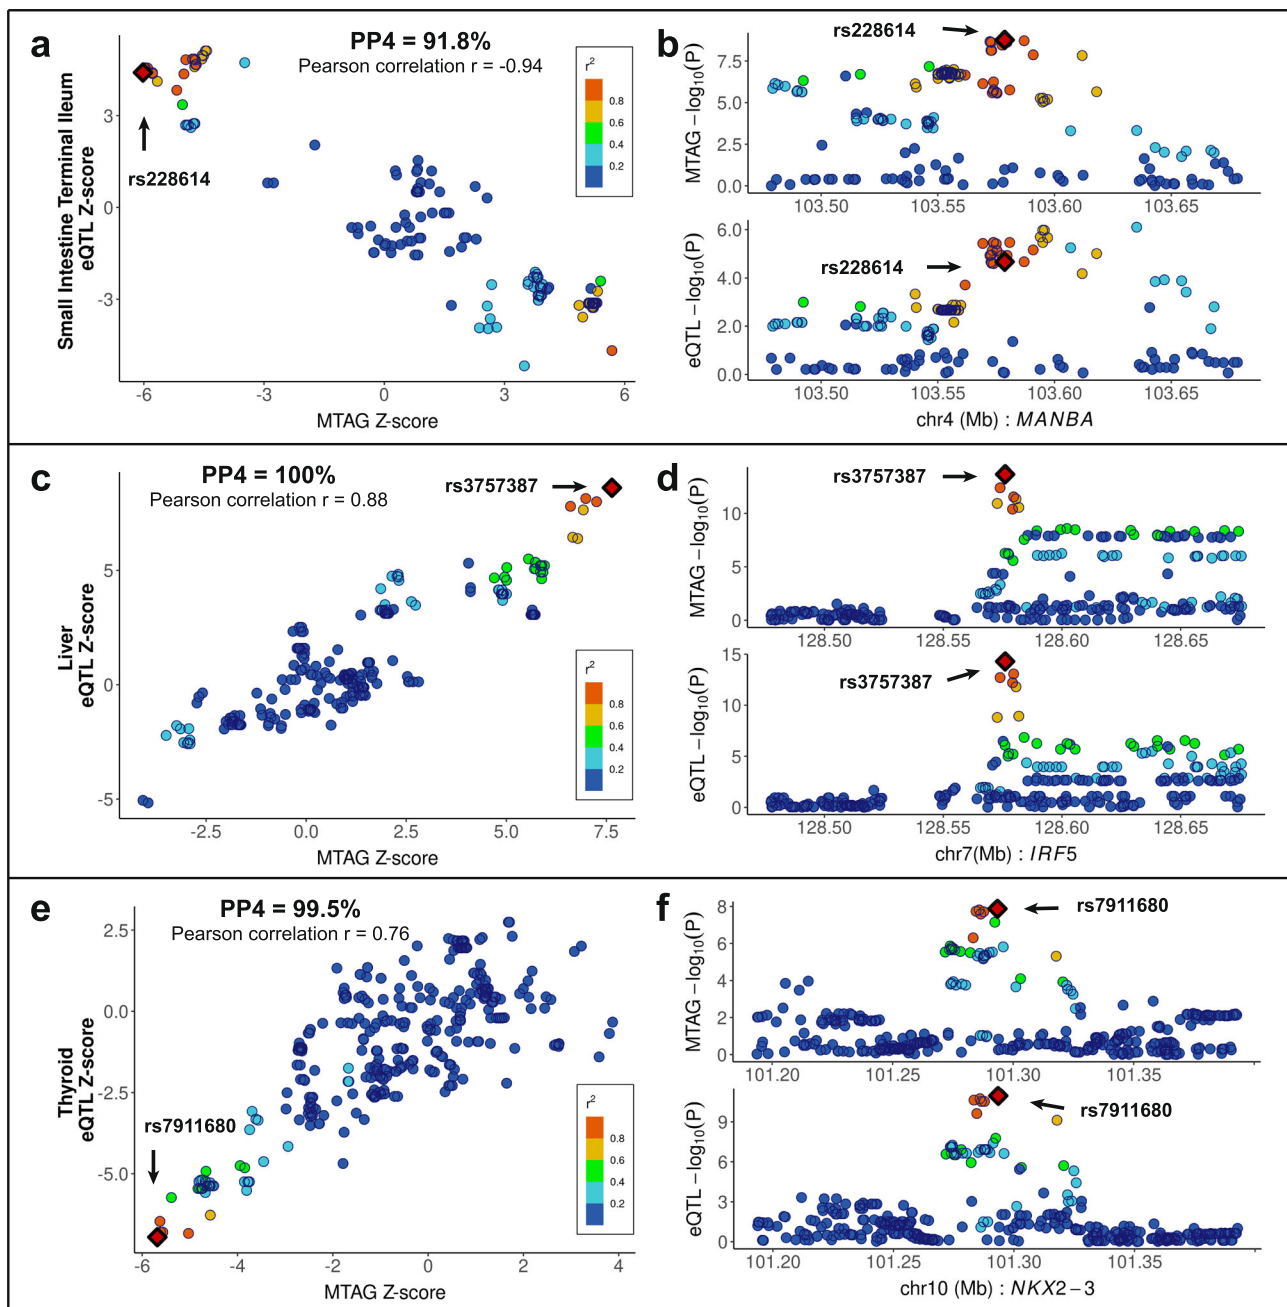 a
PP4 = 91.8%
Pearson correlation r = -0.94
Small Intestine Terminal Ileum
eQTL Z-score
3
0
-3
-6
-3
0
3
6
MTAG Z-score
rs228614
r2
0.8
0.6
0.4
0.2
b
rs228614
MTAG −log10(P)
7.5
5.0
2.5
0.0
103.50
103.55
103.60
103.65
rs228614
eQTL −log10(P)
6.0
4.0
2.0
0.0
103.50
103.55
103.60
103.65
chr4 (Mb) : MANBA
c
PP4 = 100%
Pearson correlation r = 0.88
rs3757387
Liver
eQTL Z-score
5
0
-5
-2.5
0.0
2.5
5.0
7.5
MTAG Z-score
r2
0.8
0.6
0.4
0.2
d
rs3757387
MTAG −log10(P)
10
5
0
128.50
128.55
128.60
128.65
rs3757387
eQTL −log10(P)
15
10
5
0
128.50
128.55
128.60
128.65
chr7(Mb) : IRF5
e
PP4 = 99.5%
Pearson correlation r = 0.76
Thyroid
eQTL Z-score
2.5
0.0
-2.5
-5.0
rs7911680
-6
-4
-2
0
2
4
MTAG Z-score
r2
0.8
0.6
0.4
0.2
f
rs7911680
MTAG −log10(P)
8
6
4
2
0
101.20
101.25
101.30
101.35
rs7911680
eQTL −log10(P)
9
6
3
0
101.20
101.25
101.30
101.35
chr10 (Mb) : NKX2−3